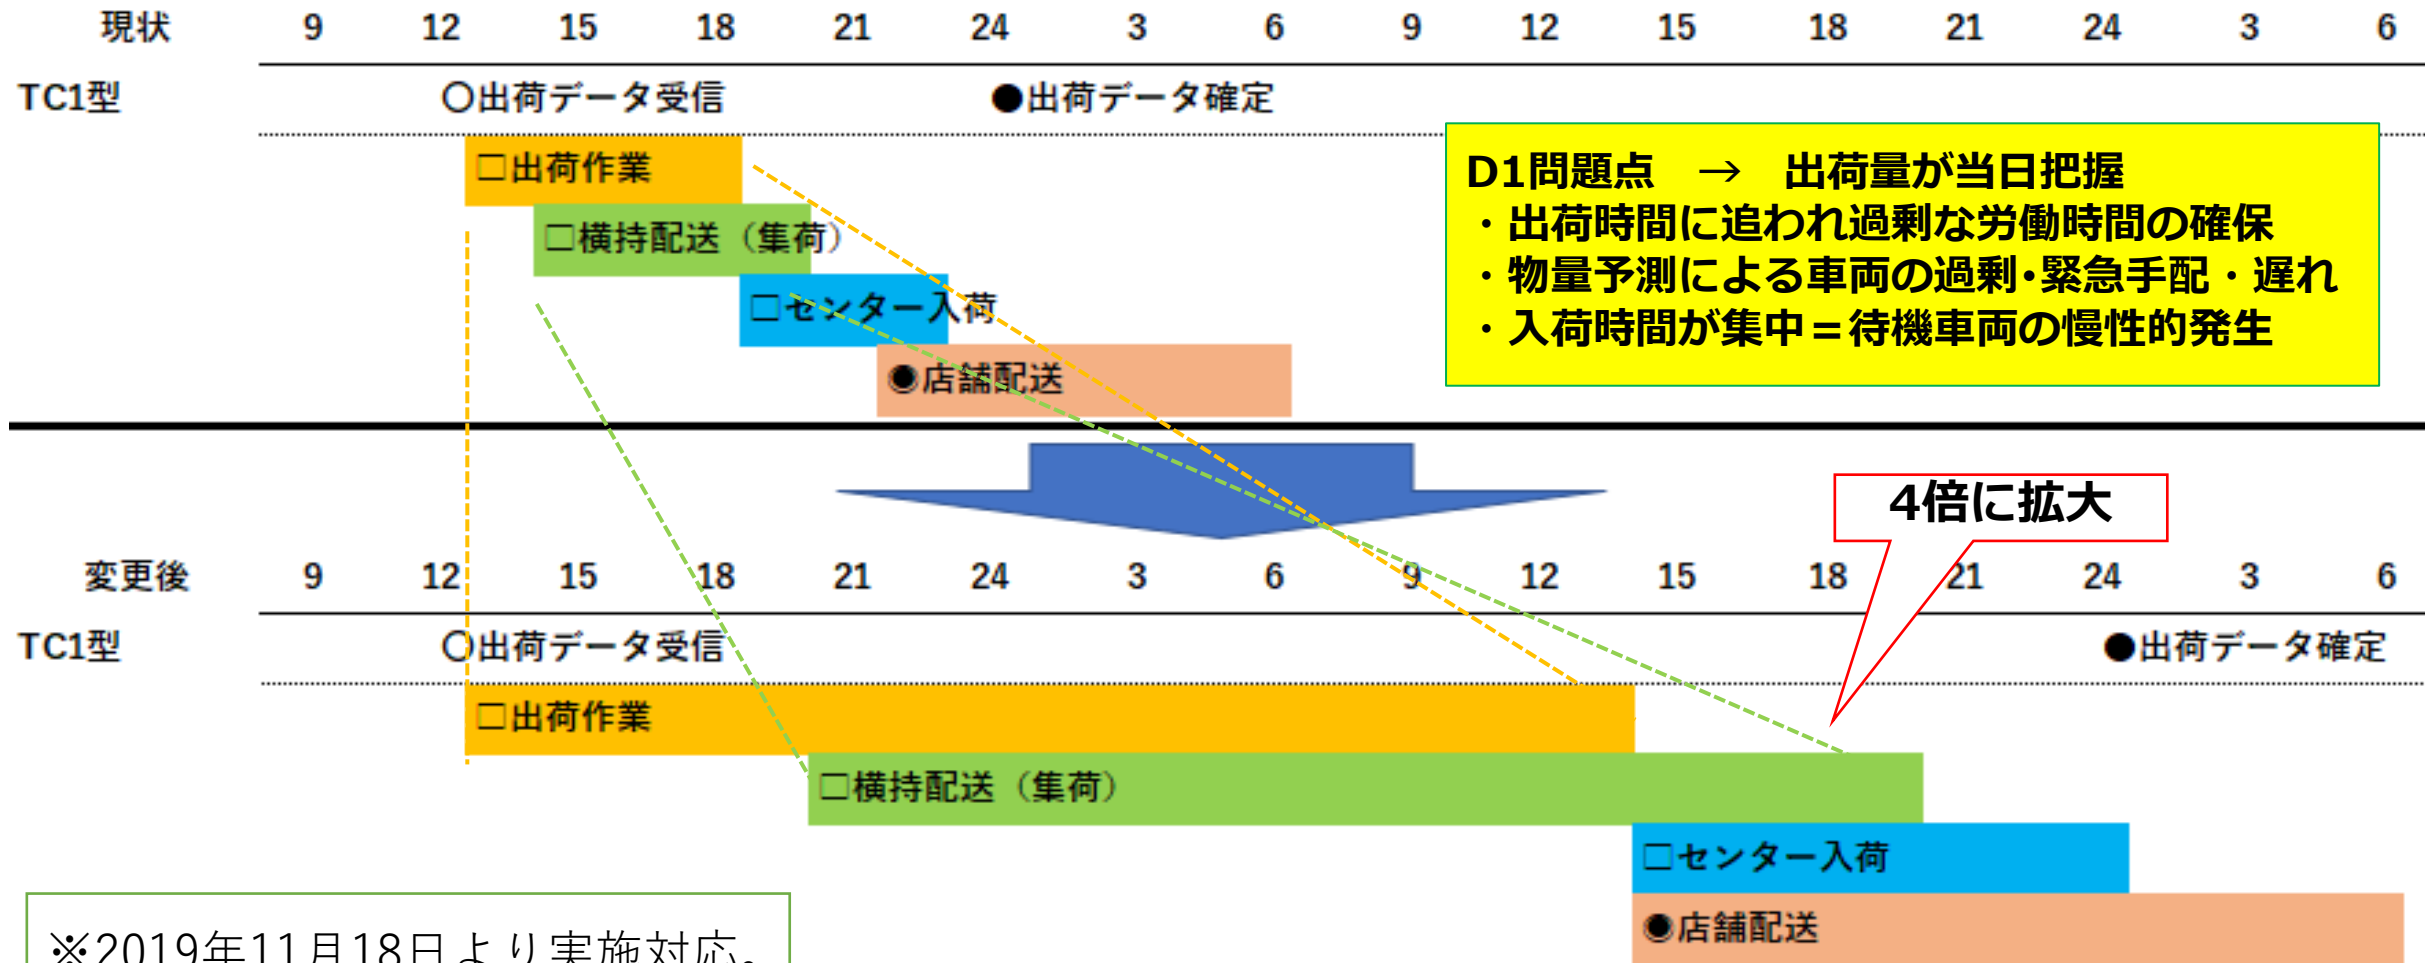 現状 9 12 15 18 21 24 3 6 9 12 15 18 21 24 3 6
TC1型 〇出荷データ受信 ●出荷データ確定
□出荷作業
□横持配送（集荷）
□センター入荷
◉店舗配送
D1問題点　→　出荷量が当日把握
・出荷時間に追われ過剰な労働時間の確保
・物量予測による車両の過剰・緊急手配・遅れ
・入荷時間が集中＝待機車両の慢性的発生
4倍に拡大
変更後 9 12 15 18 21 24 3 6 9 12 15 18 21 24 3 6
TC1型 〇出荷データ受信 ●出荷データ確定
□出荷作業
□横持配送（集荷）
□センター入荷
◉店舗配送
※2019年11月18日より実施対応。